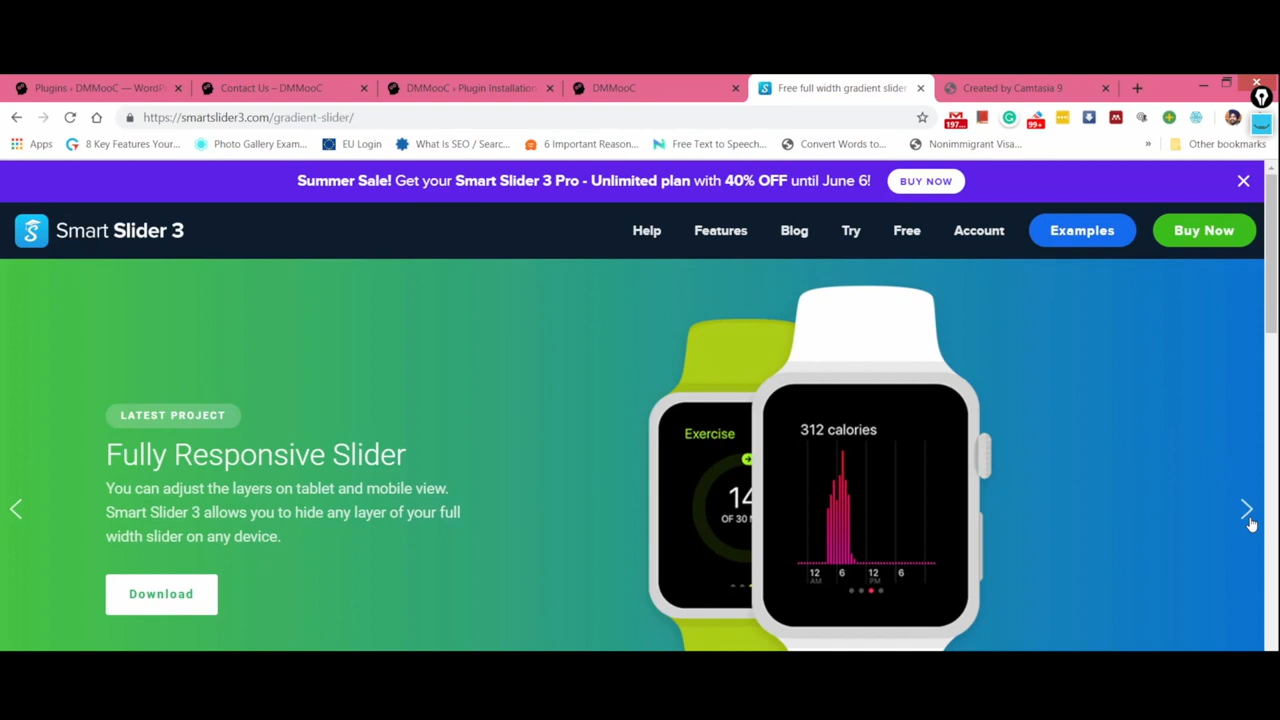 Plugins ‹ DMMooC — WordP
Contact Us – DMMooC
DMMooC ‹ Plugin Installation
DMMooC
Free full width gradient slider
Created by Camtasia 9
https://smartslider3.com/gradient-slider/
197...
99+
Apps
8 Key Features Your...
Photo Gallery Exam...
EU Login
What Is SEO / Searc...
6 Important Reason...
Free Text to Speech...
Convert Words to...
Nonimmigrant Visa...
»
Other bookmarks
Summer Sale! Get your Smart Slider 3 Pro - Unlimited plan with 40% OFF until June 6!
BUY NOW
Smart Slider 3
Help
Features
Blog
Try
Free
Account
Examples
Buy Now
LATEST PROJECT
Fully Responsive Slider
You can adjust the layers on tablet and mobile view.
Smart Slider 3 allows you to hide any layer of your full
width slider on any device.
Download
Exercise
14
OF 30 M
312 calories
12 6 12 6
AM PM